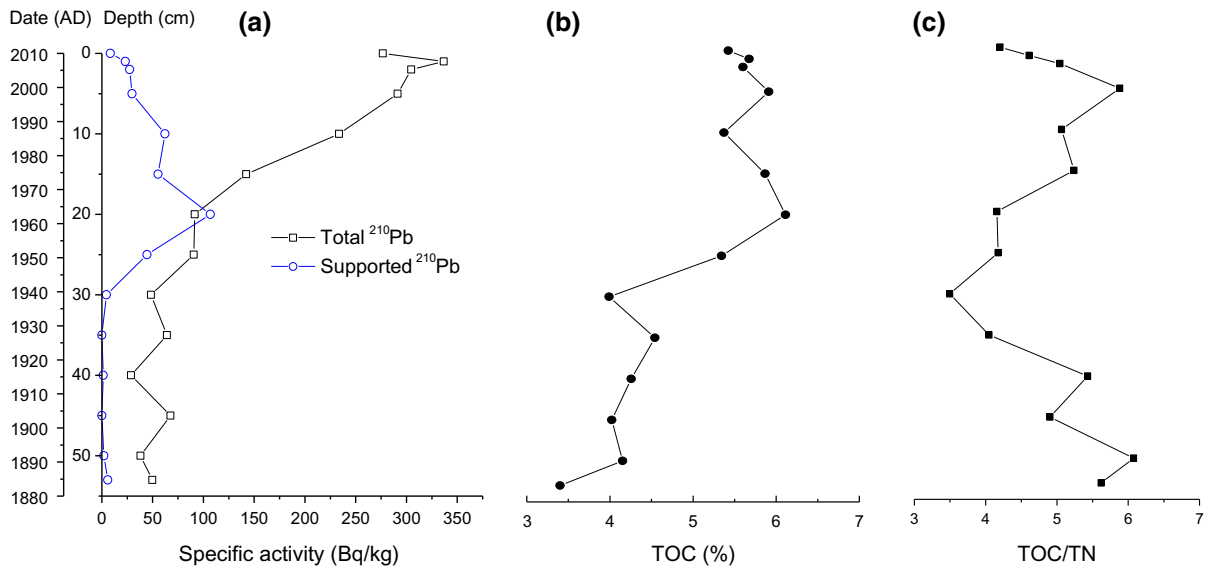 Date (AD) Depth (cm) (a) (b) (c)
2010 0
2000
1990 10
1980
1970
1960 20
1950
1940 30
1930
1920 40
1910
1900
1890 50
1880
Total ²¹⁰Pb
Supported ²¹⁰Pb
0 50 100 150 200 250 300 350
3 4 5 6 7
3 4 5 6 7
Specific activity (Bq/kg) TOC (%) TOC/TN